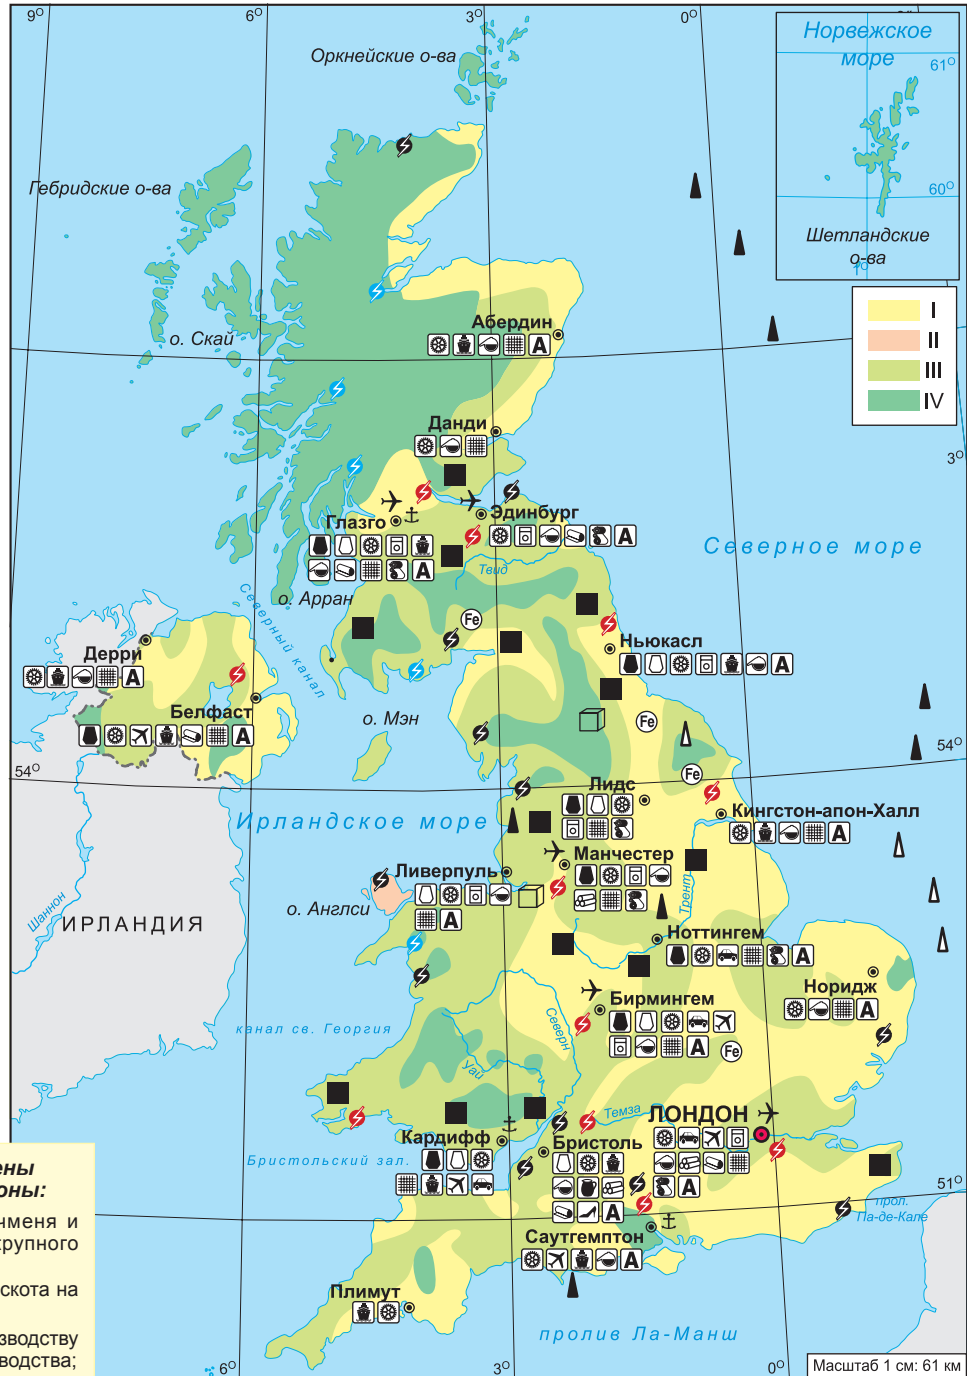 9°
6°
3°
0°
Норвежское
море
61°
60°
1°
Шетландские
о-ва
Оркнейские о-ва
Гебридские о-ва
I
II
III
IV
о. Скай
Абердин
A
Данди
3°
Глазго
A
Эдинбург
A
Северное море
Твид
о. Арран
Северный канал
Fe
Ньюкасл
A
Дерри
A
Белфаст
A
о. Мэн
Fe
54°
54°
Fe
Лидс
Кингстон-апон-Халл
A
Ирландское море
Манчестер
Ливерпуль
A
о. Англси
Трент
Шаннон
ИРЛАНДИЯ
Ноттингем
A
Норидж
A
Бирмингем
A
Fe
канал св. Георгия
Северн
Уай
Темза
ЛОНДОН
A
Кардифф
Бристоль
A
Бристольский зал.
51°
прол.
Па-де-Кале
Саутгемптон
A
Плимут
пролив Ла-Манш
ены
оны:
чменя и
крупного
скота на
зводству
водства;
6°
3°
0°
Масштаб 1 см: 61 км